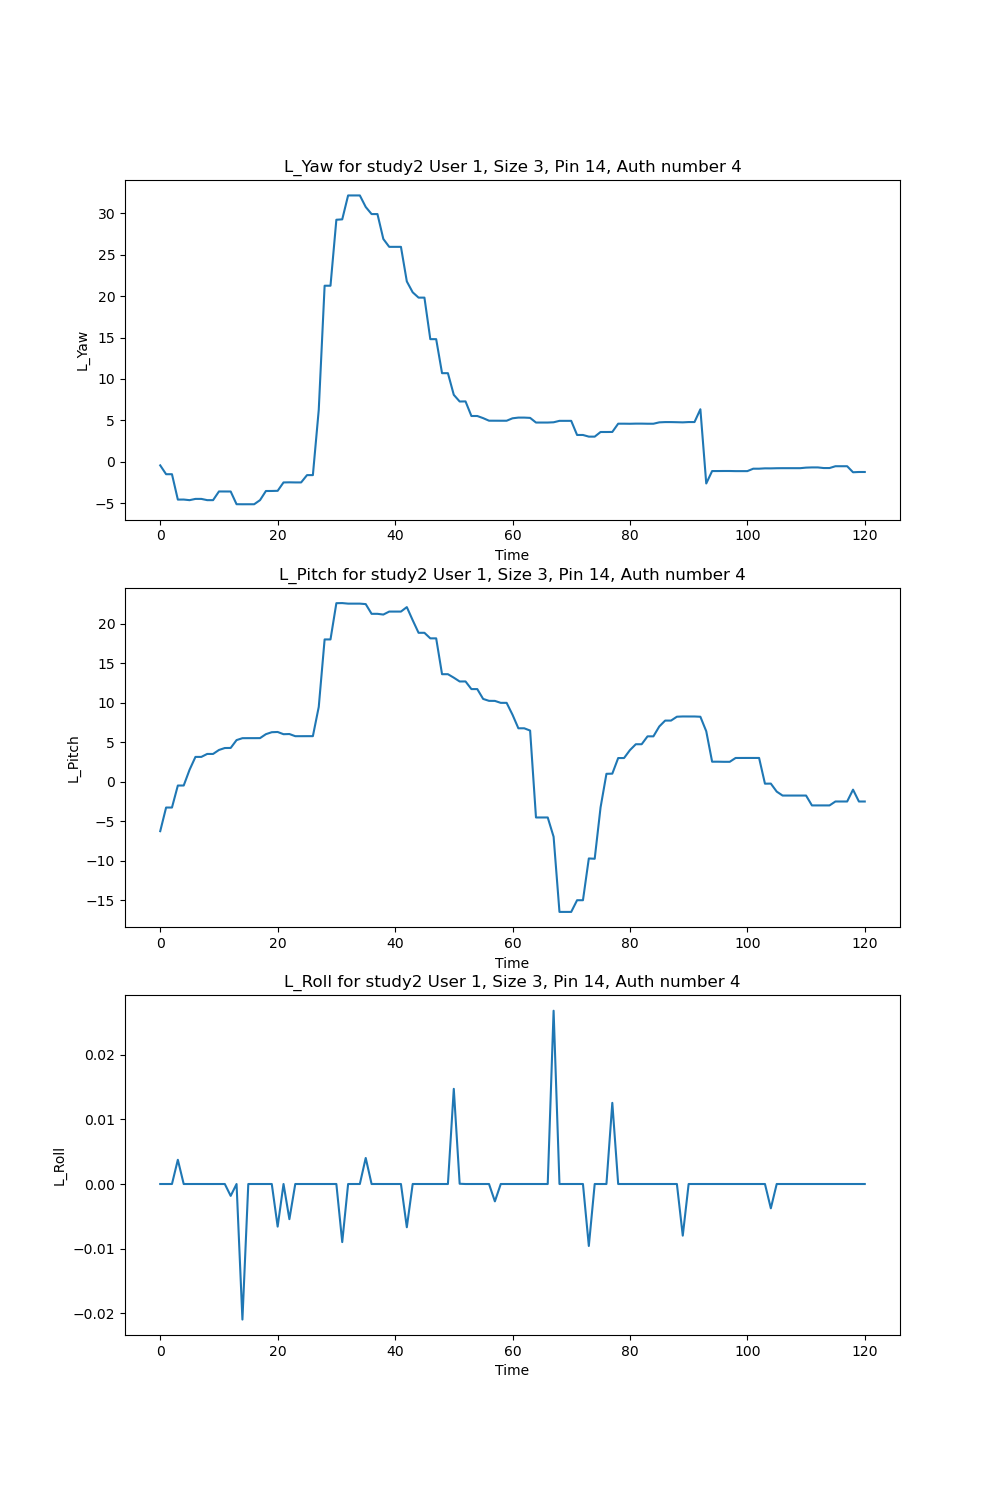 L_Yaw for study2 User 1, Size 3, Pin 14, Auth number 4
30
25
20
15
10
5
0
−5
L_Yaw
0 20 40 60 80 100 120
Time
L_Pitch for study2 User 1, Size 3, Pin 14, Auth number 4
20
15
10
5
0
−5
−10
−15
L_Pitch
0 20 40 60 80 100 120
Time
L_Roll for study2 User 1, Size 3, Pin 14, Auth number 4
0.02
0.01
0.00
−0.01
−0.02
L_Roll
0 20 40 60 80 100 120
Time